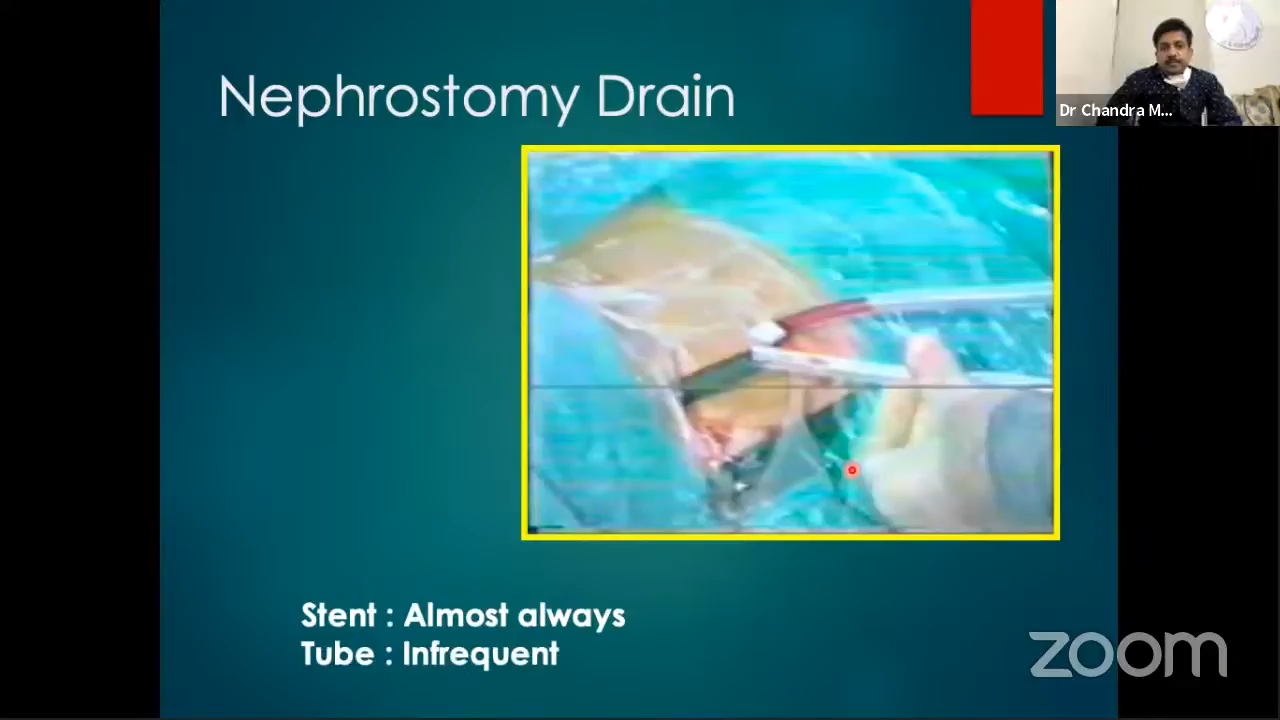 Nephrostomy Drain
Dr Chandra M...
Stent : Almost always
Tube : Infrequent
zoom